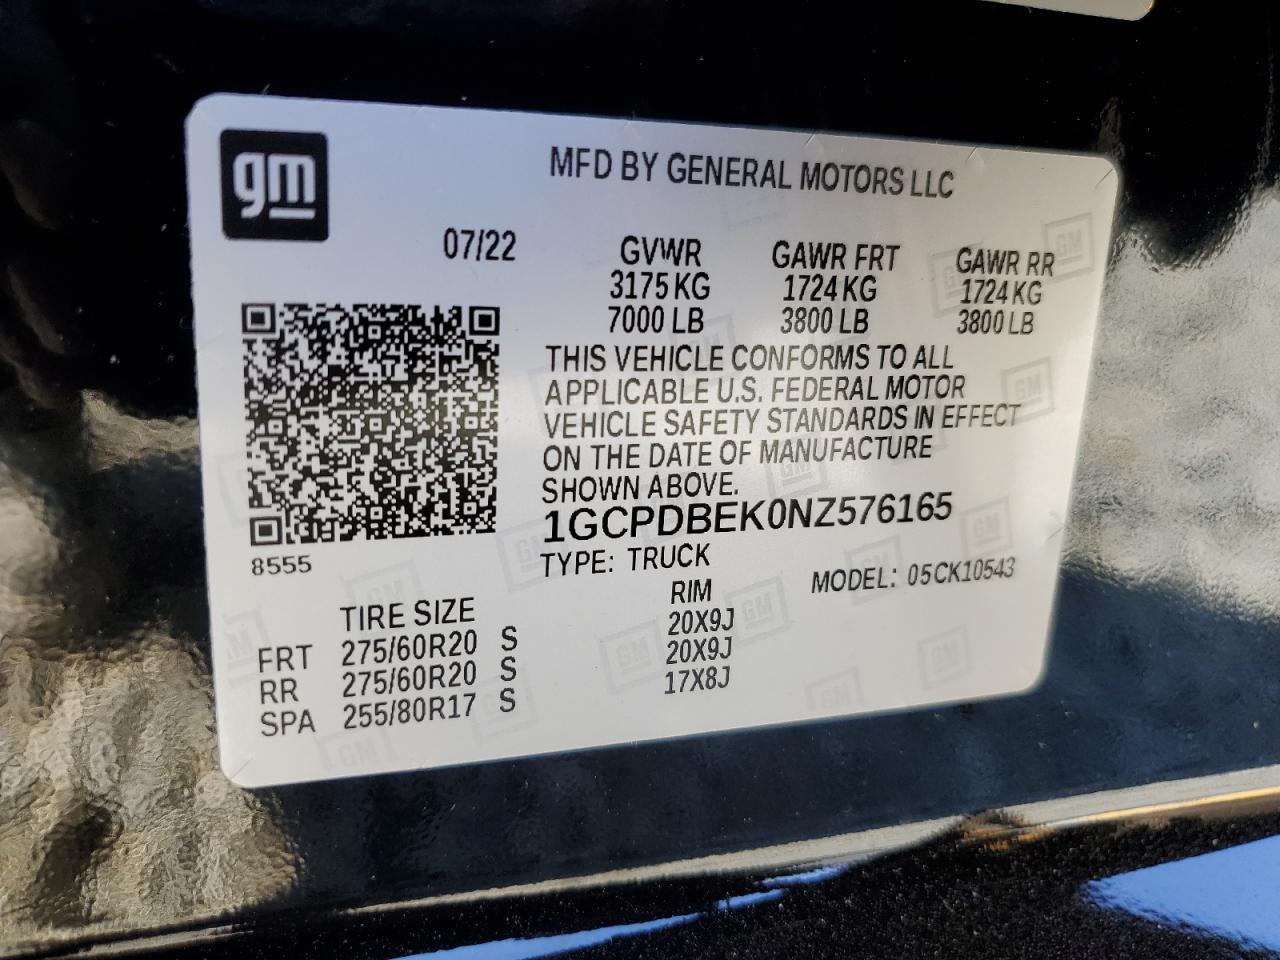 gm
MFD BY GENERAL MOTORS LLC
07/22
GVWR GAWR FRT GAWR RR
3175 KG 1724 KG 1724 KG
7000 LB 3800 LB 3800 LB
THIS VEHICLE CONFORMS TO ALL
APPLICABLE U.S. FEDERAL MOTOR
VEHICLE SAFETY STANDARDS IN EFFECT
ON THE DATE OF MANUFACTURE
SHOWN ABOVE.
1GCPDBEK0NZ576165
8555
TYPE: TRUCK MODEL: 05CK10543
TIRE SIZE RIM
FRT 275/60R20 S 20X9J
RR 275/60R20 S 20X9J
SPA 255/80R17 S 17X8J